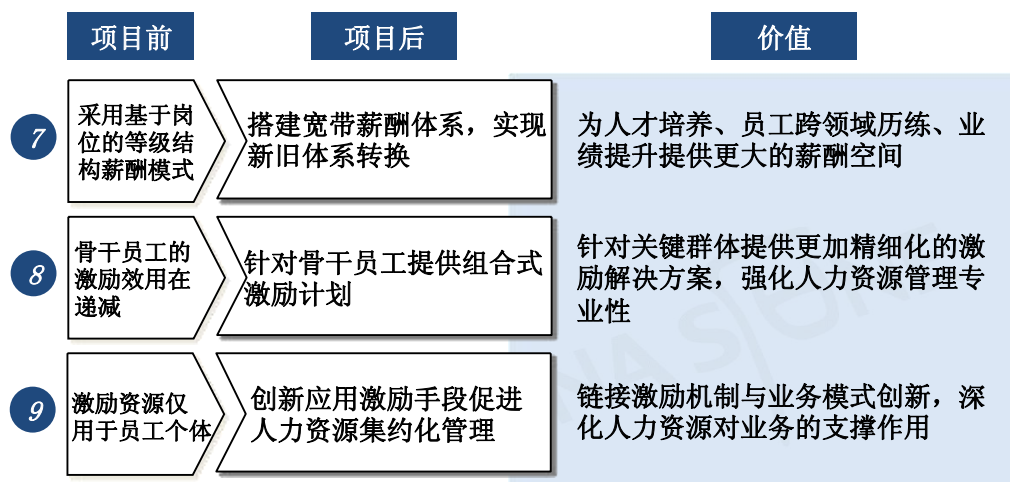 项目前
项目后
价值
7
采用基于岗
位的等级结
构薪酬模式
搭建宽带薪酬体系，实现
新旧体系转换
为人才培养、员工跨领域历练、业
绩提升提供更大的薪酬空间
8
骨干员工的
激励效用在
递减
针对骨干员工提供组合式
激励计划
针对关键群体提供更加精细化的激
励解决方案，强化人力资源管理专
业性
9
激励资源仅
用于员工个体
创新应用激励手段促进
人力资源集约化管理
链接激励机制与业务模式创新，深
化人力资源对业务的支撑作用